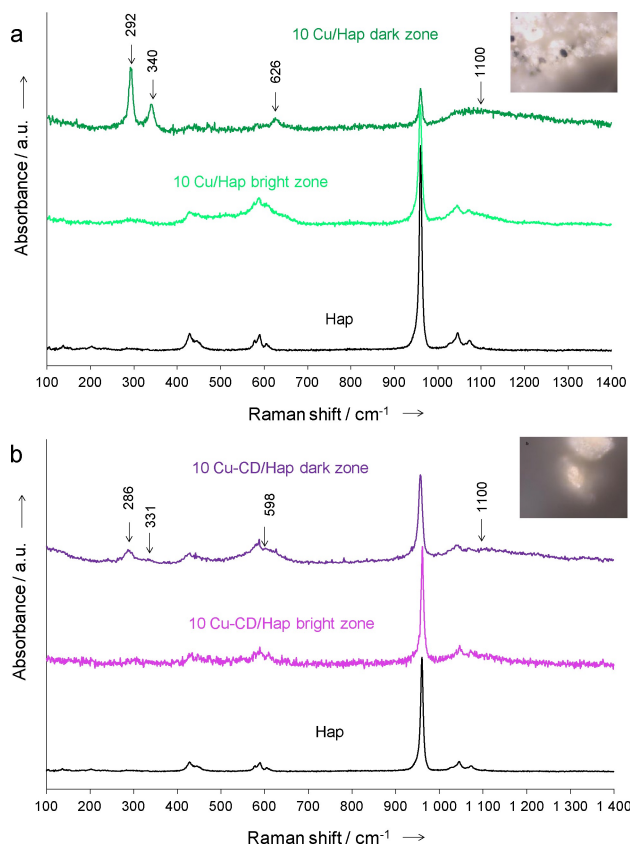 a
10 Cu/Hap dark zone
292
340
626
1100
10 Cu/Hap bright zone
Hap
Absorbance / a.u.
100 200 300 400 500 600 700 800 900 1000 1100 1200 1300 1400
Raman shift / cm⁻¹
b
10 Cu-CD/Hap dark zone
286
331
598
1100
10 Cu-CD/Hap bright zone
Hap
Absorbance / a.u.
100 200 300 400 500 600 700 800 900 1 000 1 100 1 200 1 300 1 400
Raman shift / cm⁻¹